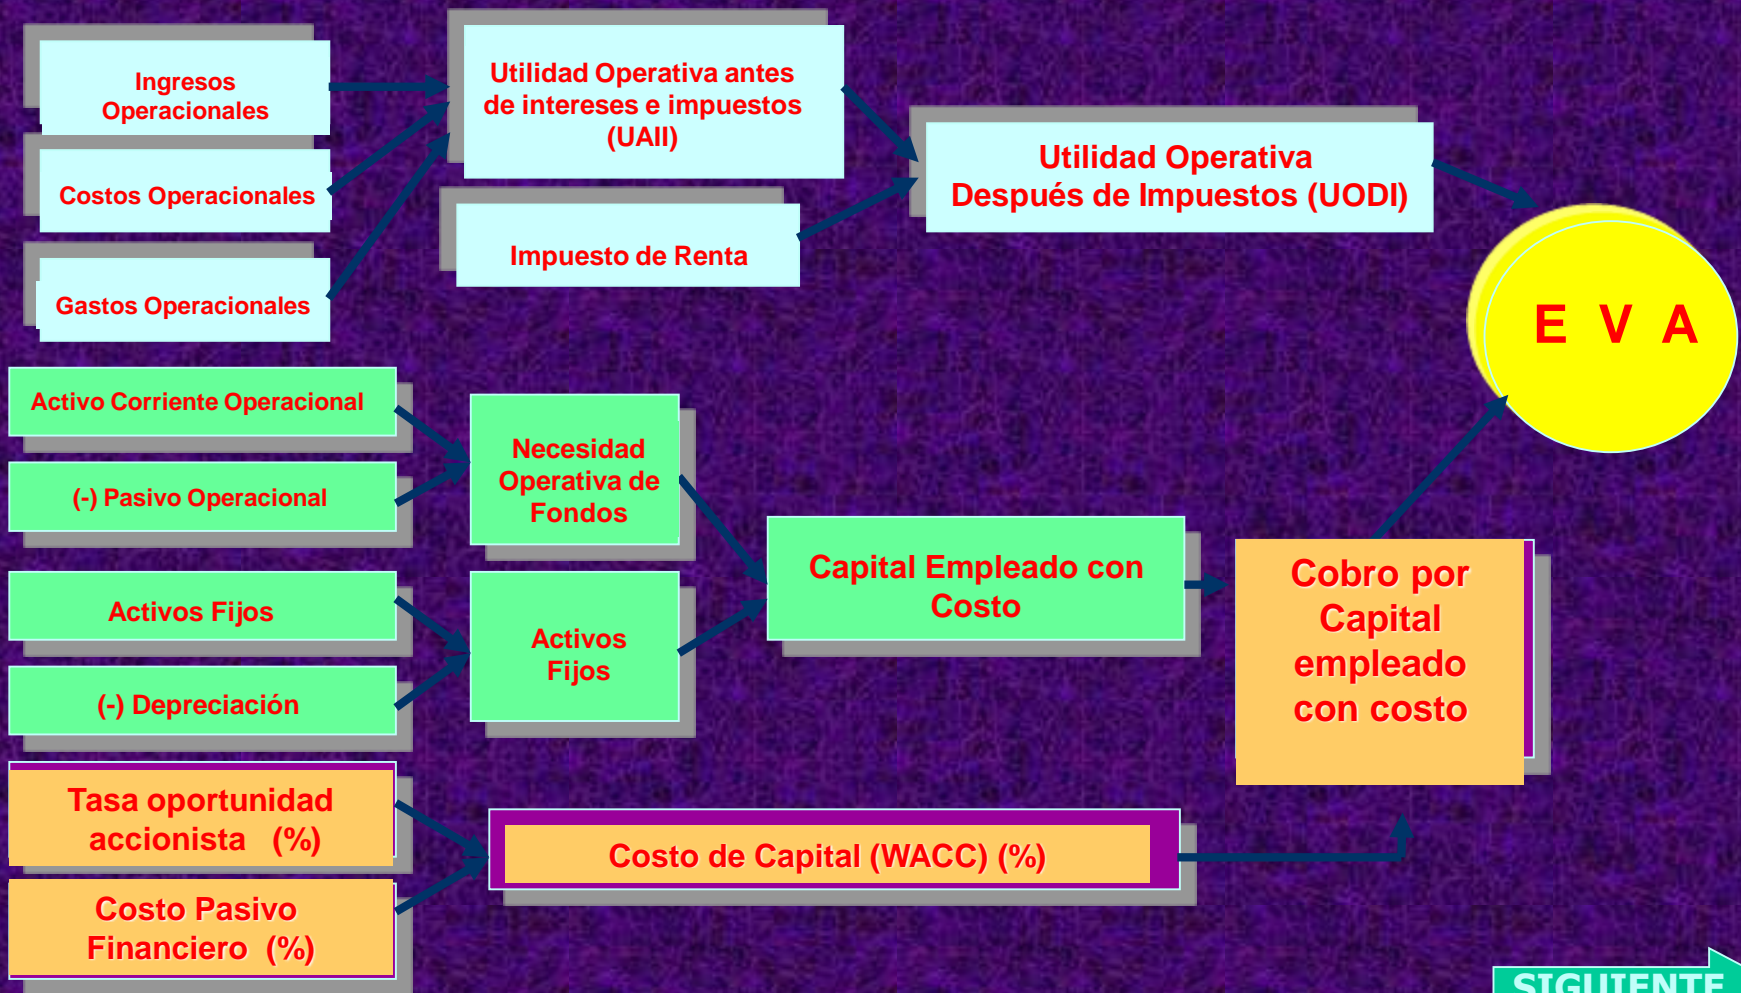 Ingresos
Operacionales
Costos Operacionales
Gastos Operacionales
Utilidad Operativa antes
de intereses e impuestos
(UAII)
Impuesto de Renta
Utilidad Operativa
Después de Impuestos (UODI)
E V A
Activo Corriente Operacional
(-) Pasivo Operacional
Necesidad
Operativa de
Fondos
Activos Fijos
(-) Depreciación
Activos
Fijos
Capital Empleado con
Costo
Cobro por
Capital
empleado
con costo
Tasa oportunidad
accionista (%)
Costo Pasivo
Financiero (%)
Costo de Capital (WACC) (%)
SIGUIENTE